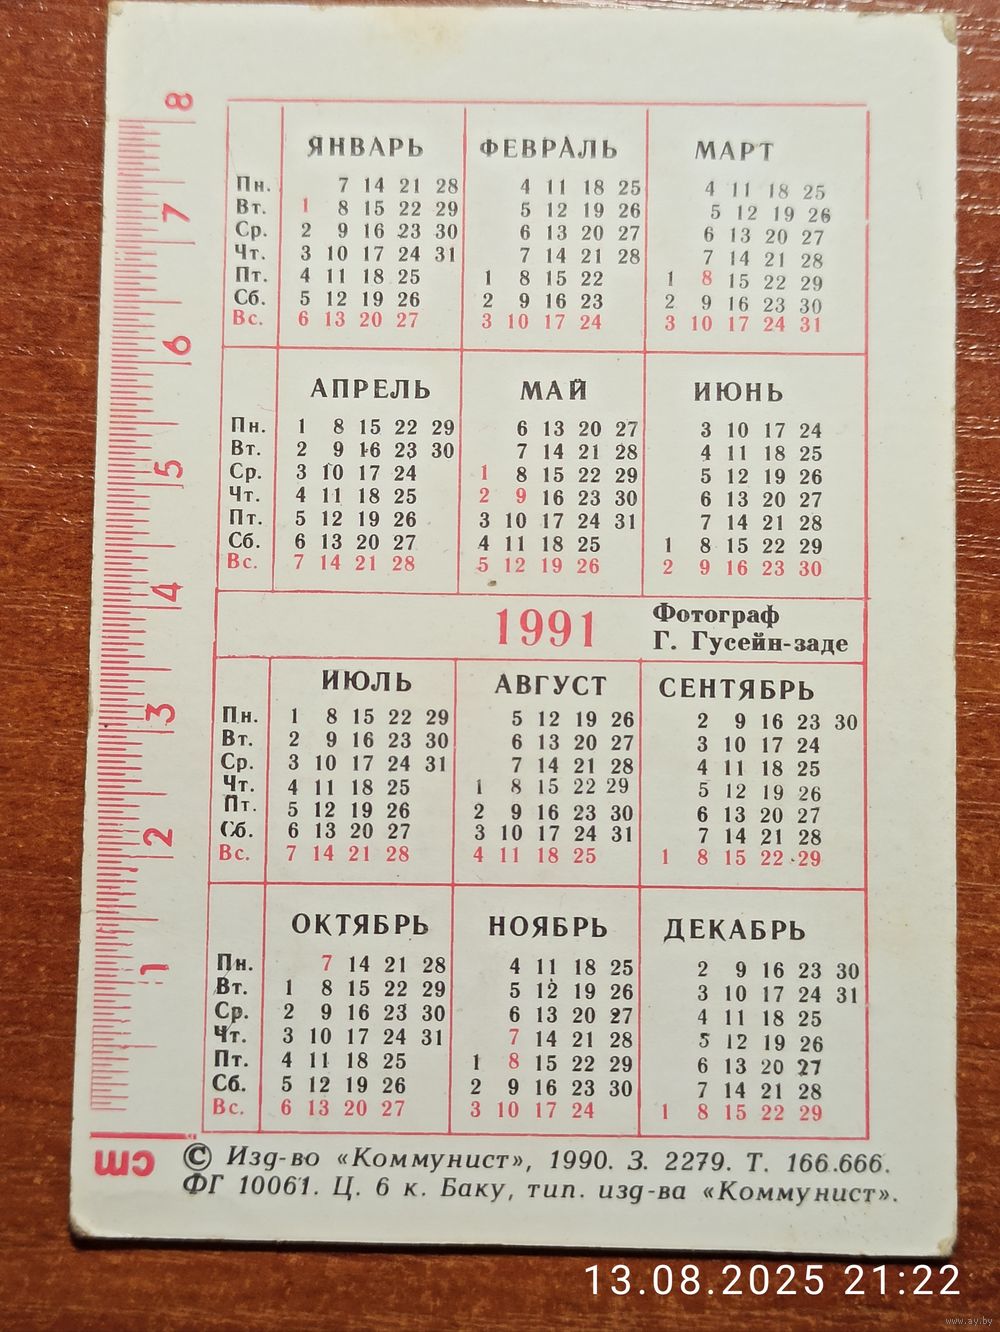 ЯНВАРЬ ФЕВРАЛЬ МАРТ
Пн. 7 14 21 28 4 11 18 25 4 11 18 25
Вт. 1 8 15 22 29 5 12 19 26 5 12 19 26
Ср. 2 9 16 23 30 6 13 20 27 6 13 20 27
Чт. 3 10 17 24 31 7 14 21 28 7 14 21 28
Пт. 4 11 18 25 1 8 15 22 1 8 15 22 29
Сб. 5 12 19 26 2 9 16 23 2 9 16 23 30
Вс. 6 13 20 27 3 10 17 24 3 10 17 24 31
АПРЕЛЬ МАЙ ИЮНЬ
Пн. 1 8 15 22 29 6 13 20 27 3 10 17 24
Вт. 2 9 16 23 30 7 14 21 28 4 11 18 25
Ср. 3 10 17 24 1 8 15 22 29 5 12 19 26
Чт. 4 11 18 25 2 9 16 23 30 6 13 20 27
Пт. 5 12 19 26 3 10 17 24 31 7 14 21 28
Сб. 6 13 20 27 4 11 18 25 1 8 15 22 29
Вс. 7 14 21 28 5 12 19 26 2 9 16 23 30
1991
Фотограф
Г. Гусейн-заде
ИЮЛЬ АВГУСТ СЕНТЯБРЬ
Пн. 1 8 15 22 29 5 12 19 26 2 9 16 23 30
Вт. 2 9 16 23 30 6 13 20 27 3 10 17 24
Ср. 3 10 17 24 31 7 14 21 28 4 11 18 25
Чт. 4 11 18 25 1 8 15 22 29 5 12 19 26
Пт. 5 12 19 26 2 9 16 23 30 6 13 20 27
Сб. 6 13 20 27 3 10 17 24 31 7 14 21 28
Вс. 7 14 21 28 4 11 18 25 1 8 15 22 29
ОКТЯБРЬ НОЯБРЬ ДЕКАБРЬ
Пн. 7 14 21 28 4 11 18 25 2 9 16 23 30
Вт. 1 8 15 22 29 5 12 19 26 3 10 17 24 31
Ср. 2 9 16 23 30 6 13 20 27 4 11 18 25
Чт. 3 10 17 24 31 7 14 21 28 5 12 19 26
Пт. 4 11 18 25 1 8 15 22 29 6 13 20 27
Сб. 5 12 19 26 2 9 16 23 30 7 14 21 28
Вс. 6 13 20 27 3 10 17 24 1 8 15 22 29
8
7
6
5
4
3
2
1
cm
© Изд-во «Коммунист», 1990. З. 2279. Т. 166.666.
ФГ 10061. Ц. 6 к. Баку, тип. изд-ва «Коммунист».
13.08.2025 21:22
www.ay.by